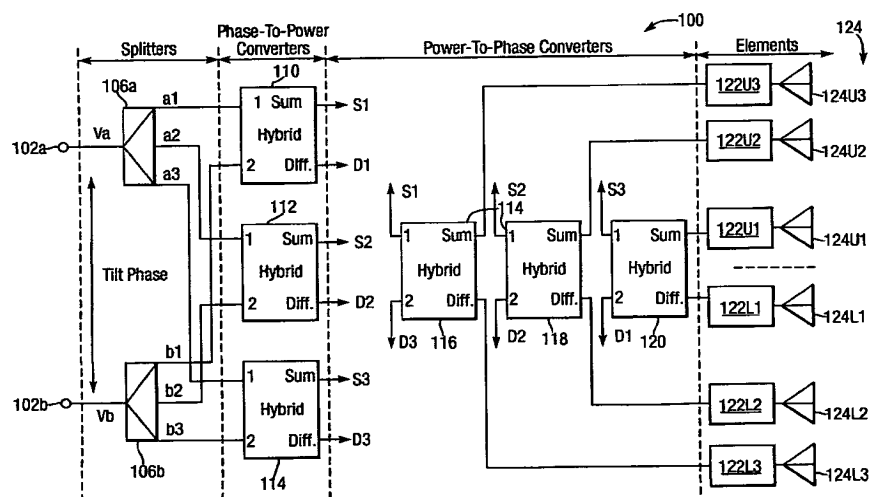 100
124
Splitters
Phase-To-Power
Converters
Power-To-Phase Converters
Elements
106a
110
a1
1 Sum
S1
122U3
124U3
Va
a2
Hybrid
102a
a3
2
Diff.
D1
122U2
124U2
S1
S2
S3
112
114
1
Sum
S2
1 Sum
1 Sum
1 Sum
122U1
124U1
Tilt Phase
Hybrid
Hybrid
Hybrid
Hybrid
2
Diff.
D2
2 Diff.
2 Diff.
2 Diff.
122L1
124L1
D3
116
D2
118
D1
120
b1
1 Sum
S3
102b
Vb
b2
Hybrid
122L2
124L2
b3
2
Diff.
D3
106b
114
122L3
124L3